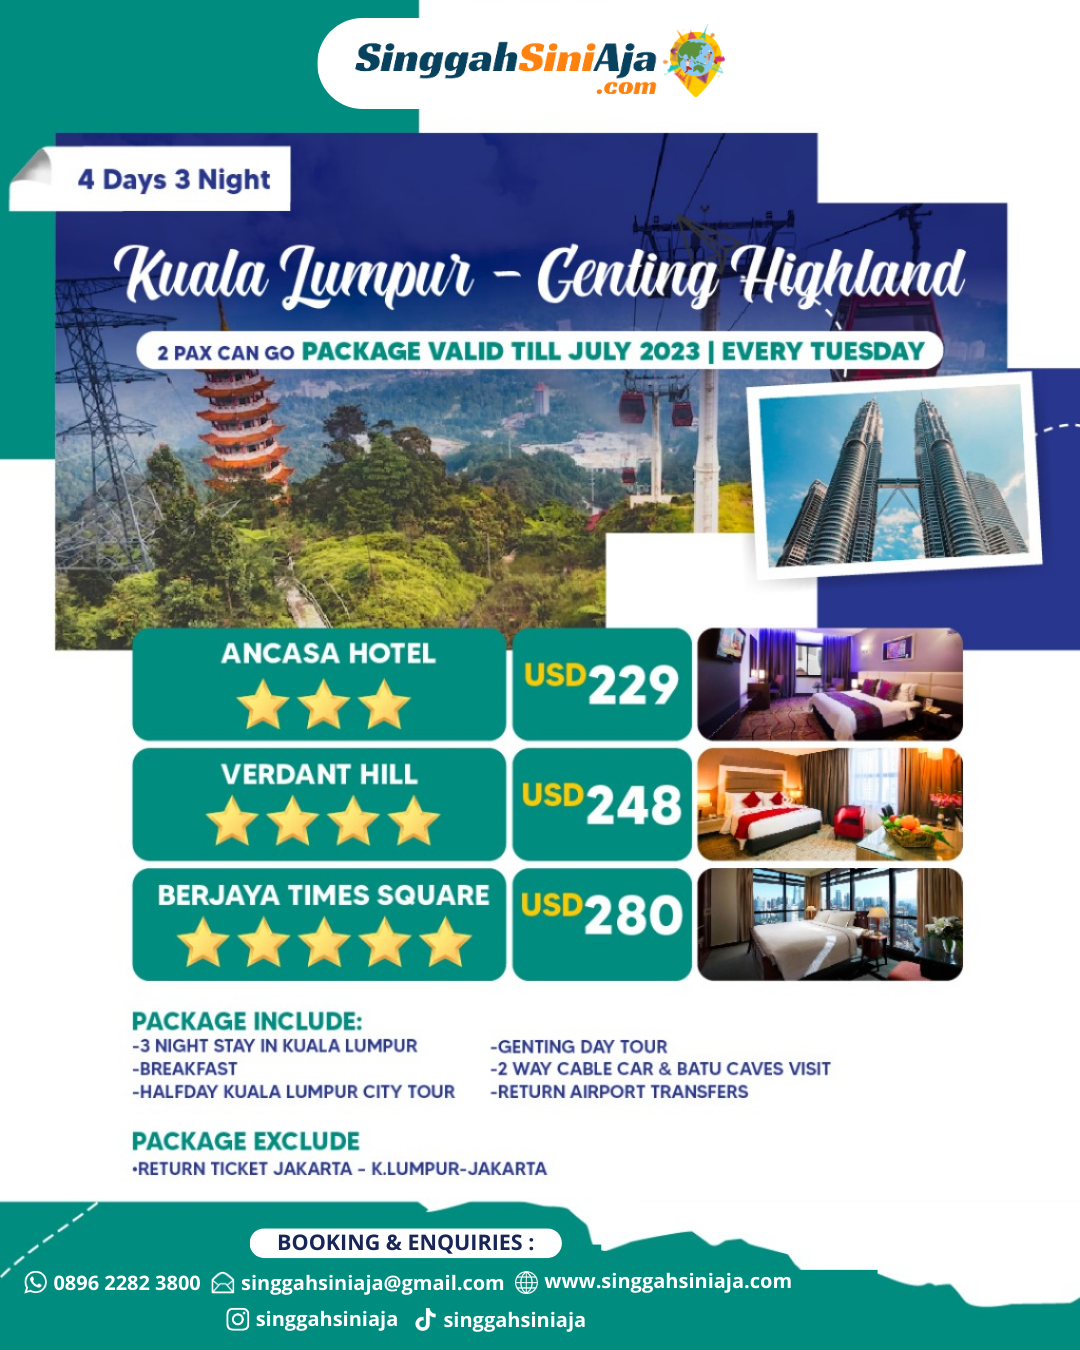 SinggahSiniAja
.com
4 Days 3 Night
Kuala Lumpur - Genting Highland
2 PAX CAN GO PACKAGE VALID TILL JULY 2023 | EVERY TUESDAY
ANCASA HOTEL
USD229
VERDANT HILL
USD248
BERJAYA TIMES SQUARE
USD280
PACKAGE INCLUDE:
-3 NIGHT STAY IN KUALA LUMPUR
-BREAKFAST
-HALFDAY KUALA LUMPUR CITY TOUR
-GENTING DAY TOUR
-2 WAY CABLE CAR & BATU CAVES VISIT
-RETURN AIRPORT TRANSFERS
PACKAGE EXCLUDE
•RETURN TICKET JAKARTA - K.LUMPUR-JAKARTA
BOOKING & ENQUIRIES :
0896 2282 3800 singgahsiniaja@gmail.com www.singgahsiniaja.com
singgahsiniaja singgahsiniaja